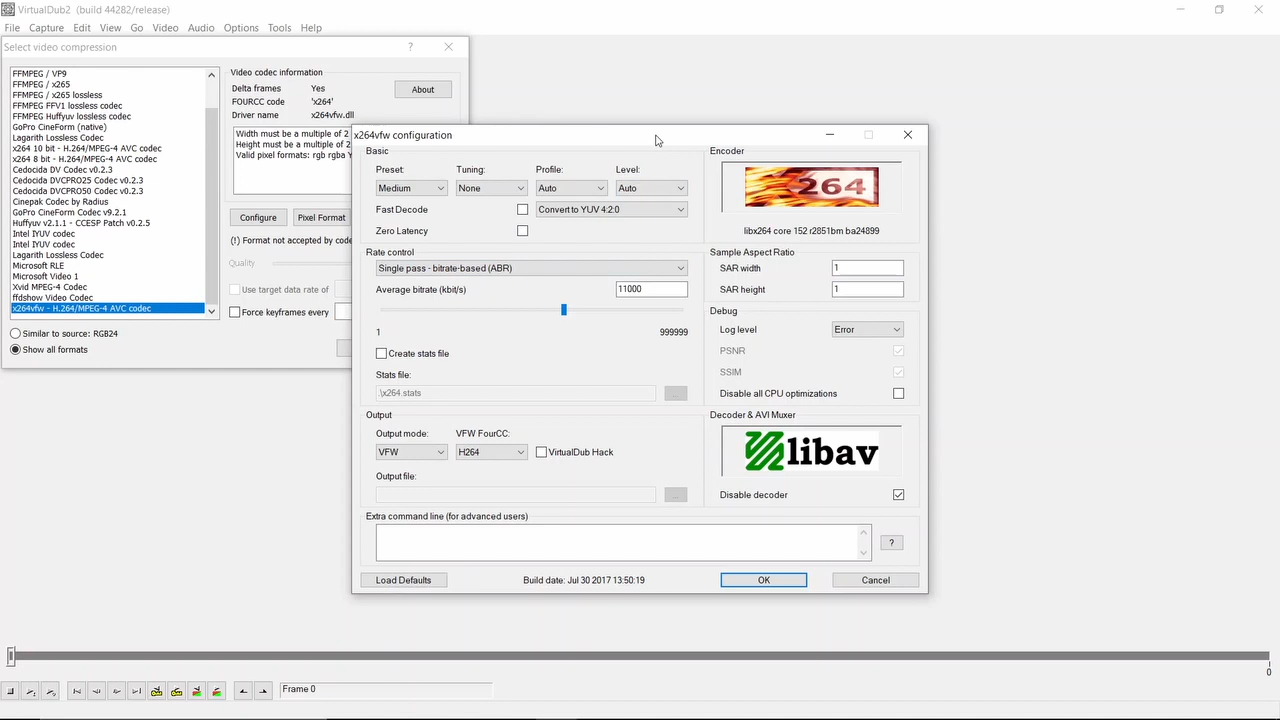 VirtualDub2 (build 44282/release)
File Capture Edit View Go Video Audio Options Tools Help
Select video compression ?
FFMPEG / VP9
FFMPEG / x265
FFMPEG / x265 lossless
FFMPEG FFV1 lossless codec
FFMPEG Huffyuv lossless codec
GoPro CineForm (native)
Lagarith Lossless Codec
x264 10 bit - H.264/MPEG-4 AVC codec
x264 8 bit - H.264/MPEG-4 AVC codec
Cedocida DV Codec v0.2.3
Cedocida DVCPRO25 Codec v0.2.3
Cedocida DVCPRO50 Codec v0.2.3
Cinepak Codec by Radius
GoPro CineForm Codec v9.2.1
Huffyuv v2.1.1 - CCESP Patch v0.2.5
Intel IYUV codec
Intel IYUV codec
Lagarith Lossless Codec
Microsoft RLE
Microsoft Video 1
Xvid MPEG-4 Codec
ffdshow Video Codec
x264vfw - H.264/MPEG-4 AVC codec
Similar to source: RGB24
Show all formats
Video codec information
Delta frames Yes
FOURCC code 'x264'
Driver name x264vfw.dll
About
Width must be a multiple of 2
Height must be a multiple of 2
Valid pixel formats: rgb rgba
Configure Pixel Format
(!) Format not accepted by code
Quality
Use target data rate of
Force keyframes every
x264vfw configuration
Basic
Preset: Tuning: Profile: Level:
Medium None Auto Auto
Fast Decode Convert to YUV 4:2:0
Zero Latency
Rate control
Single pass - bitrate-based (ABR)
Average bitrate (kbit/s) 11000
1 999999
Create stats file
Stats file:
.\x264.stats ...
Output
Output mode: VFW FourCC:
VFW H264 VirtualDub Hack
Output file:
...
Encoder
264
libx264 core 152 r2851bm ba24899
Sample Aspect Ratio
SAR width 1
SAR height 1
Debug
Log level Error
PSNR
SSIM
Disable all CPU optimizations
Decoder & AVI Muxer
libav
Disable decoder
Extra command line (for advanced users)
?
Load Defaults Build date: Jul 30 2017 13:50:19 OK Cancel
0
Frame 0